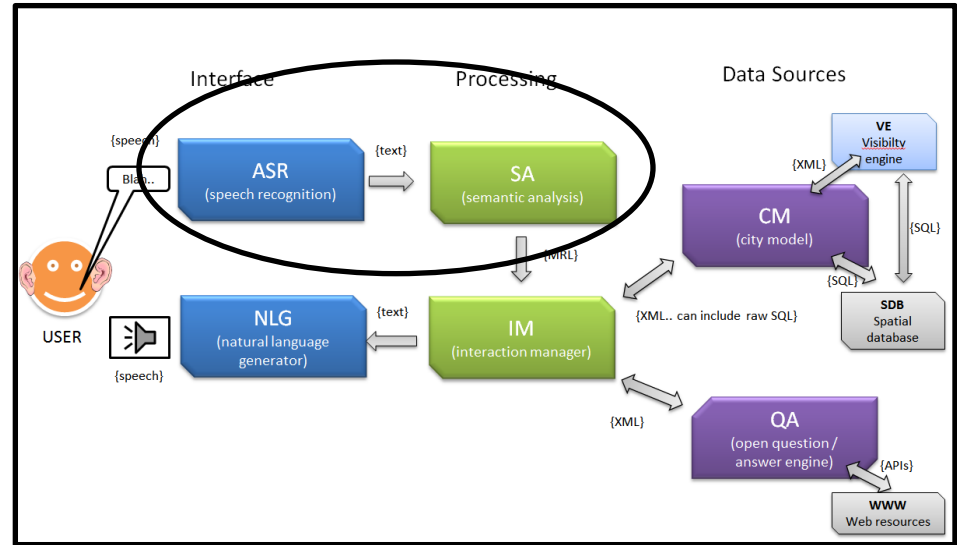 Interface
Processing
Data Sources
{speech}
Blah..
ASR
(speech recognition)
{text}
SA
(semantic analysis)
VE
Visibilty
engine
{XML}
CM
(city model)
{SQL}
{SQL}
{MRL}
SDB
Spatial
database
USER
{speech}
NLG
(natural language
generator)
{text}
IM
(interaction manager)
{XML.. can include raw SQL}
{XML}
QA
(open question /
answer engine)
{APIs}
WWW
Web resources